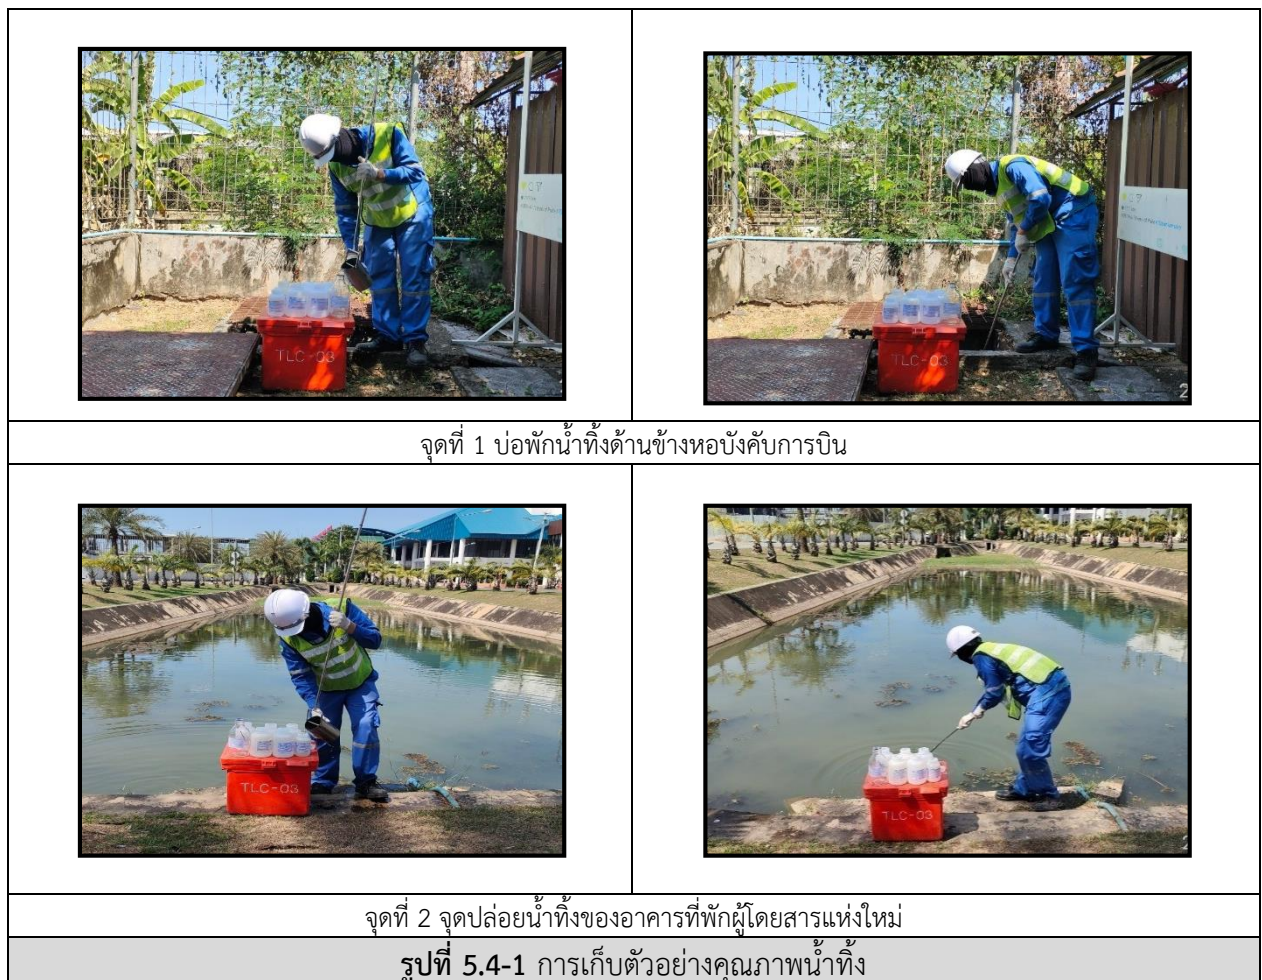 TLC-03
TLC-03
2
จุดที่ 1 บ่อพักน้ำทิ้งด้านข้างหอบังคับการบิน
TLC-03
TLC-03
จุดที่ 2 จุดปล่อยน้ำทิ้งของอาคารที่พักผู้โดยสารแห่งใหม่
รูปที่ 5.4-1 การเก็บตัวอย่างคุณภาพน้ำทิ้ง